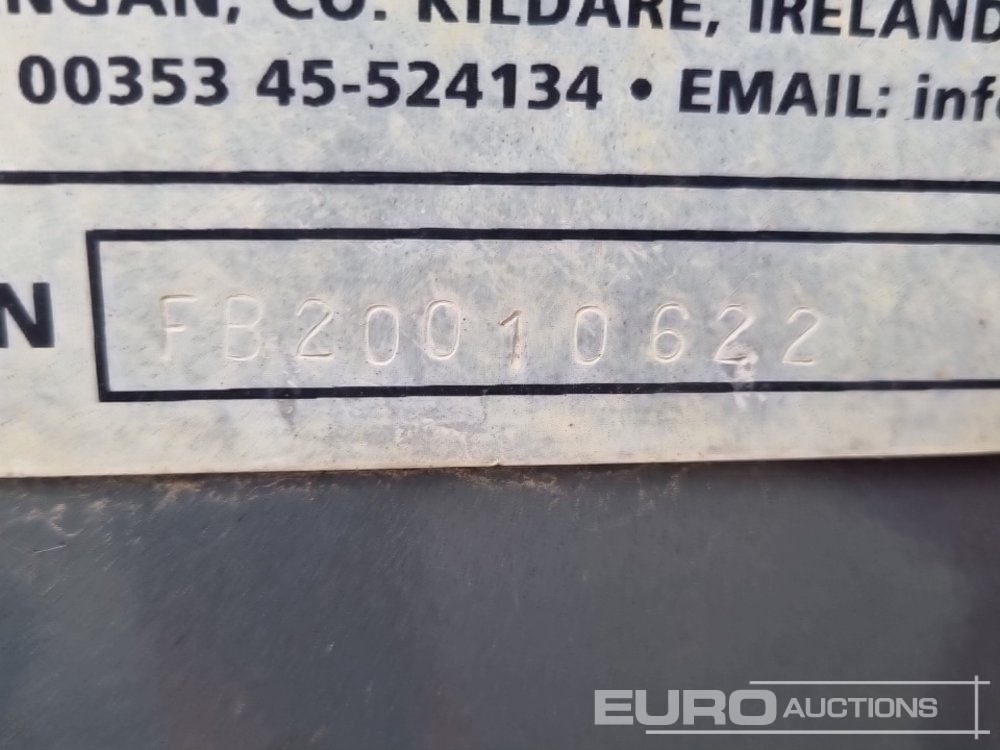 NGAN, CO. KILDARE, IRELAND
00353 45-524134 • EMAIL: inf
N FB20010622
EURO AUCTIONS